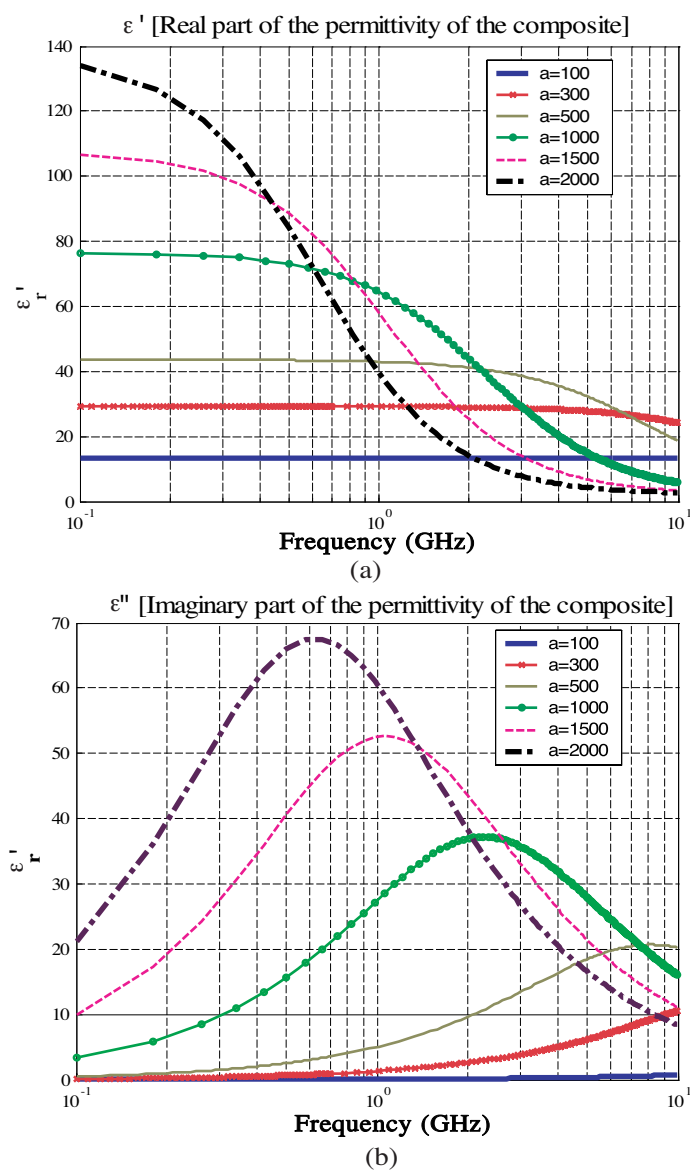 ε ' [Real part of the permittivity of the composite]
140
120
100
80
60
40
20
0
ε r '
a=100
a=300
a=500
a=1000
a=1500
a=2000
10-1
100
101
Frequency (GHz)
(a)
ε" [Imaginary part of the permittivity of the composite]
70
60
50
40
30
20
10
0
ε r '
a=100
a=300
a=500
a=1000
a=1500
a=2000
10-1
100
101
Frequency (GHz)
(b)